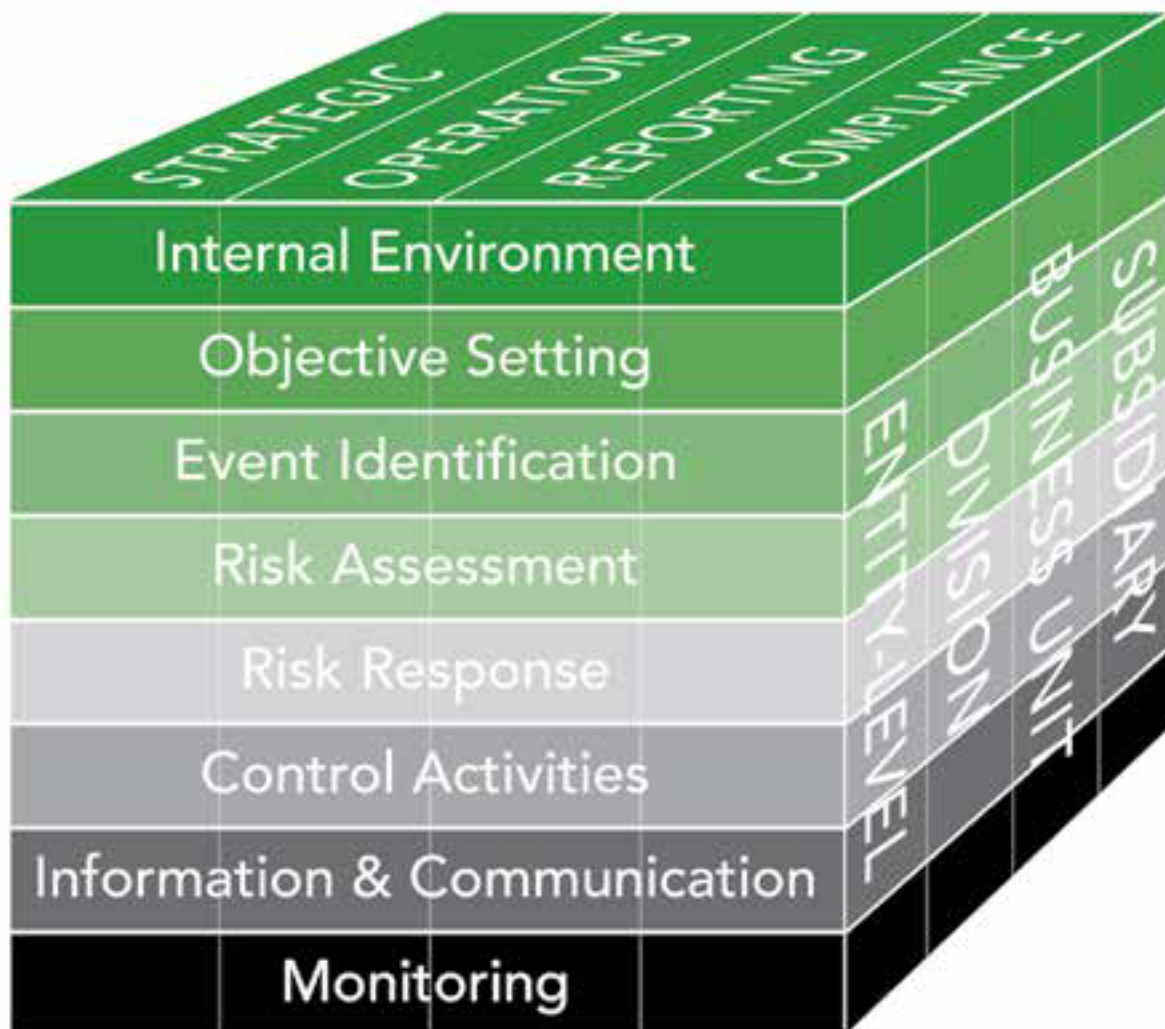 STRATEGIC
OPERATIONS
REPORTING
COMPLIANCE
Internal Environment
Objective Setting
Event Identification
Risk Assessment
Risk Response
Control Activities
Information & Communication
Monitoring
ENTITY-LEVEL
DIVISION
BUSINESS UNIT
SUBSIDIARY